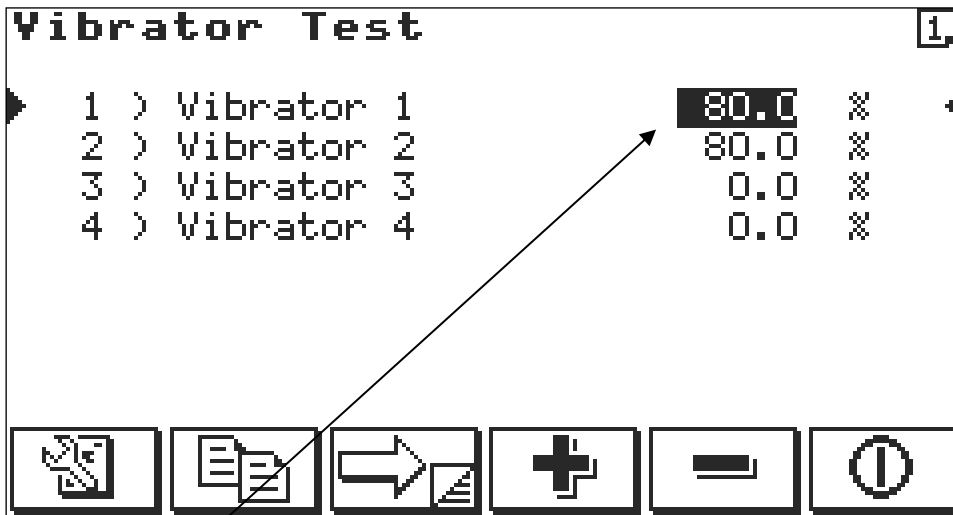 Vibrator Test 1.
1 ) Vibrator 1 80.0 %
2 ) Vibrator 2 80.0 %
3 ) Vibrator 3 0.0 %
4 ) Vibrator 4 0.0 %